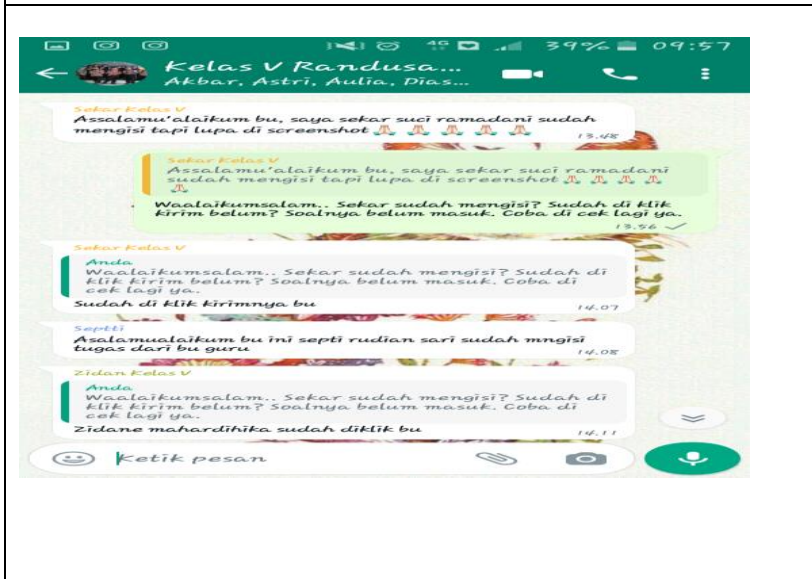 4G 39% 09:57
Kelas V Randusa...
Akbar, Astri, Aulia, Dias...
Sekar Kelas V
Assalamu'alaikum bu, saya sekar suci ramadani sudah
mengisi tapi lupa di screenshot 🙏🏻 🙏🏻 🙏🏻 🙏🏻 🙏🏻
13.48
Sekar Kelas V
Assalamu'alaikum bu, saya sekar suci ramadani
sudah mengisi tapi lupa di screenshot 🙏🏻 🙏🏻 🙏🏻 🙏🏻
🙏🏻
Waalaikumsalam.. Sekar sudah mengisi? Sudah di klik
kirim belum? Soalnya belum masuk. Coba di cek lagi ya.
13.56
Sekar Kelas V
Anda
Waalaikumsalam.. Sekar sudah mengisi? Sudah di
klik kirim belum? Soalnya belum masuk. Coba di
cek lagi ya.
Sudah di klik kirimnya bu
14.07
Septti
Asalamualaikum bu ini septi rudian sari sudah mngisi
tugas dari bu guru
14.08
Zidan Kelas V
Anda
Waalaikumsalam.. Sekar sudah mengisi? Sudah di
klik kirim belum? Soalnya belum masuk. Coba di
cek lagi ya.
Zidane mahardihika sudah diklik bu
14.11
Ketik pesan